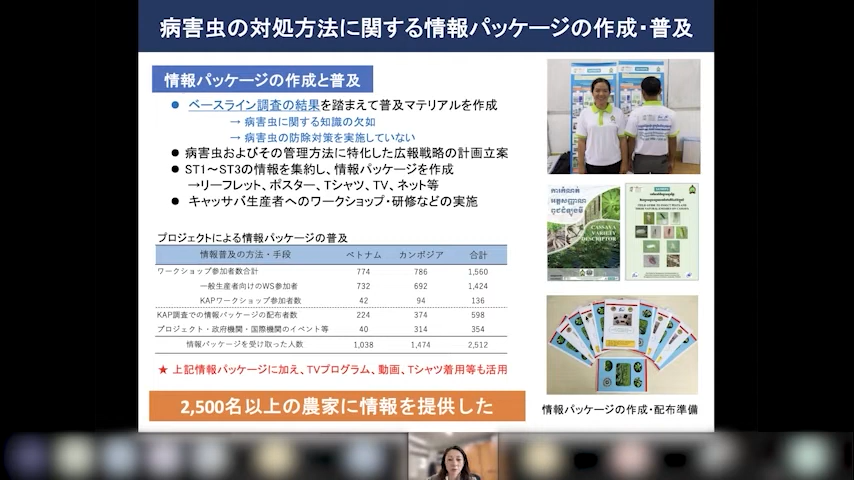 病害虫の対処方法に関する情報パッケージの作成・普及
情報パッケージの作成と普及
● ベースライン調査の結果を踏まえて普及マテリアルを作成
→ 病害虫に関する知識の欠如
→ 病害虫の防除対策を実施していない
● 病害虫およびその管理方法に特化した広報戦略の計画立案
● ST1～ST3の情報を集約し、情報パッケージを作成
→リーフレット、ポスター、Tシャツ、TV、ネット等
● キャッサバ生産者へのワークショップ・研修などの実施
プロジェクトによる情報パッケージの普及
情報普及の方法・手段 ベトナム カンボジア 合計
ワークショップ参加者数合計 774 786 1,560
一般生産者向けのWS参加者 732 692 1,424
KAPワークショップ参加者数 42 94 136
KAP調査での情報パッケージの配布者数 224 374 598
プロジェクト・政府機関・国際機関のイベント等 40 314 354
情報パッケージを受け取った人数 1,038 1,474 2,512
★ 上記情報パッケージに加え、TVプログラム、動画、Tシャツ着用等も活用
2,500名以上の農家に情報を提供した
CASSAVA
VARIETY
DESCRIPTOR
情報パッケージの作成・配布準備